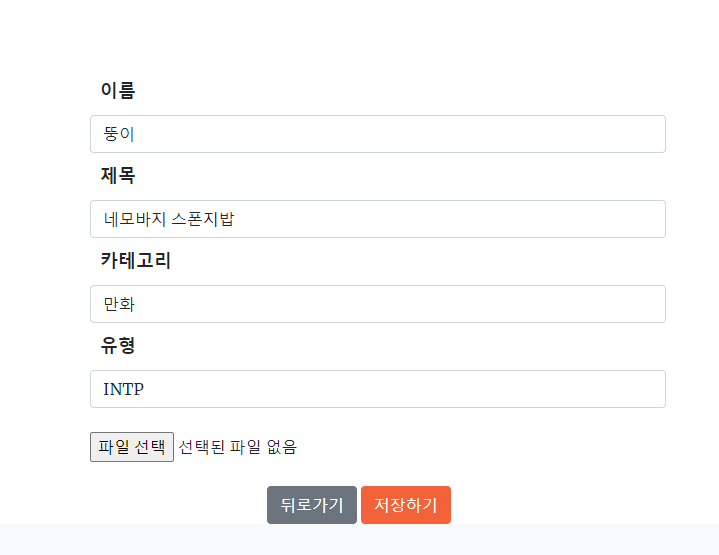 이름
뚱이
제목
네모바지 스폰지밥
카테고리
만화
유형
INTP
파일 선택 선택된 파일 없음
뒤로가기 저장하기